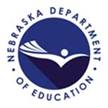 NEBRASKA DEPARTMENT
OF EDUCATION